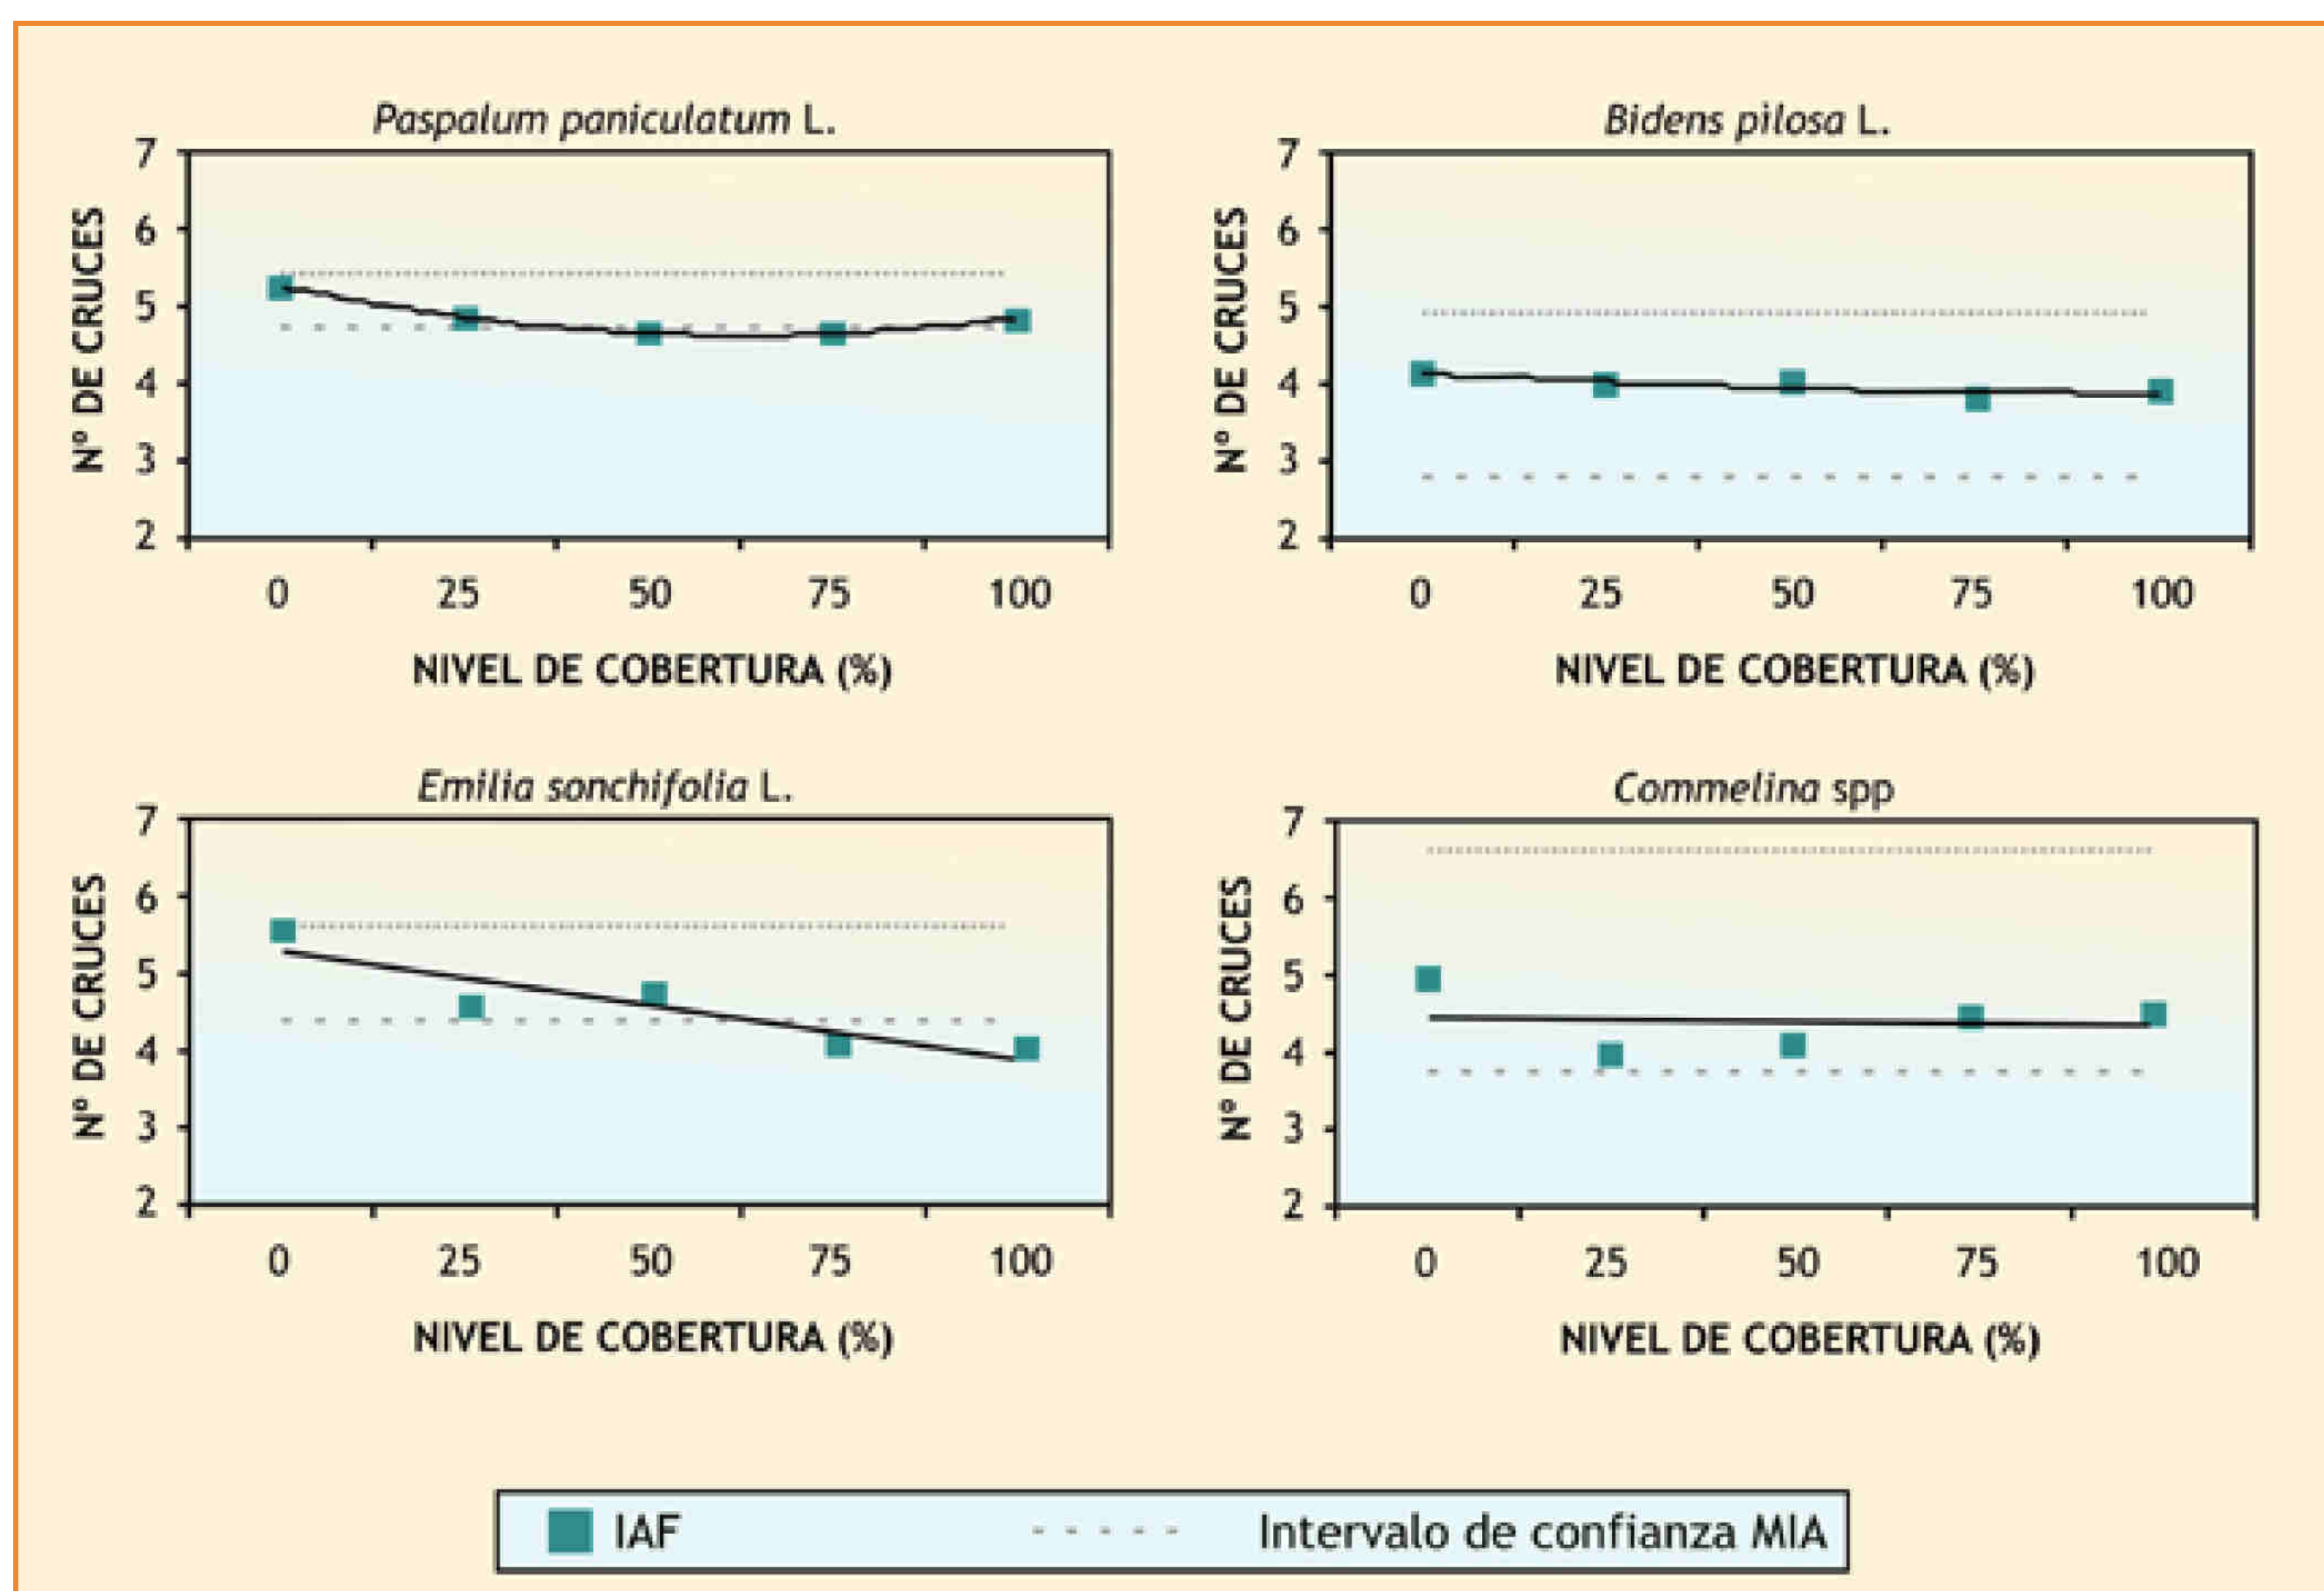 Paspalum paniculatum L.
7
6
5
4
3
2
Nº DE CRUCES
0 25 50 75 100
NIVEL DE COBERTURA (%)
Bidens pilosa L.
7
6
5
4
3
2
Nº DE CRUCES
0 25 50 75 100
NIVEL DE COBERTURA (%)
Emilia sonchifolia L.
7
6
5
4
3
2
Nº DE CRUCES
0 25 50 75 100
NIVEL DE COBERTURA (%)
Commelina spp
7
6
5
4
3
2
Nº DE CRUCES
0 25 50 75 100
NIVEL DE COBERTURA (%)
IAF
Intervalo de confianza MIA